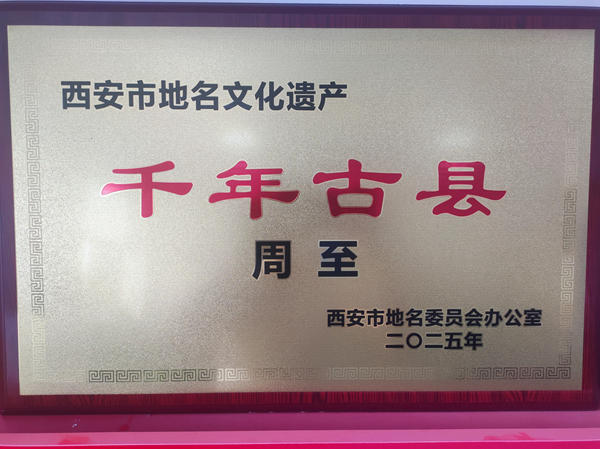 西安市地名文化遗产
千年古县
周至
西安市地名委员会办公室
二〇二五年